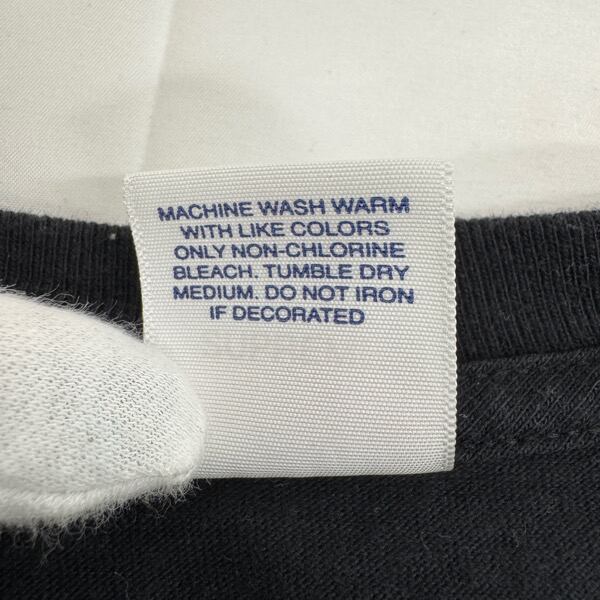 MACHINE WASH WARM
WITH LIKE COLORS
ONLY NON-CHLORINE
BLEACH. TUMBLE DRY
MEDIUM. DO NOT IRON
IF DECORATED